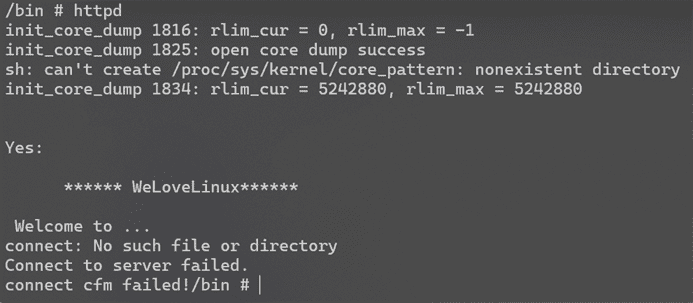 /bin # httpd
init_core_dump 1816: rlim_cur = 0, rlim_max = -1
init_core_dump 1825: open core dump success
sh: can't create /proc/sys/kernel/core_pattern: nonexistent directory
init_core_dump 1834: rlim_cur = 5242880, rlim_max = 5242880
Yes:
****** WeLoveLinux******
Welcome to ...
connect: No such file or directory
Connect to server failed.
connect cfm failed!/bin #